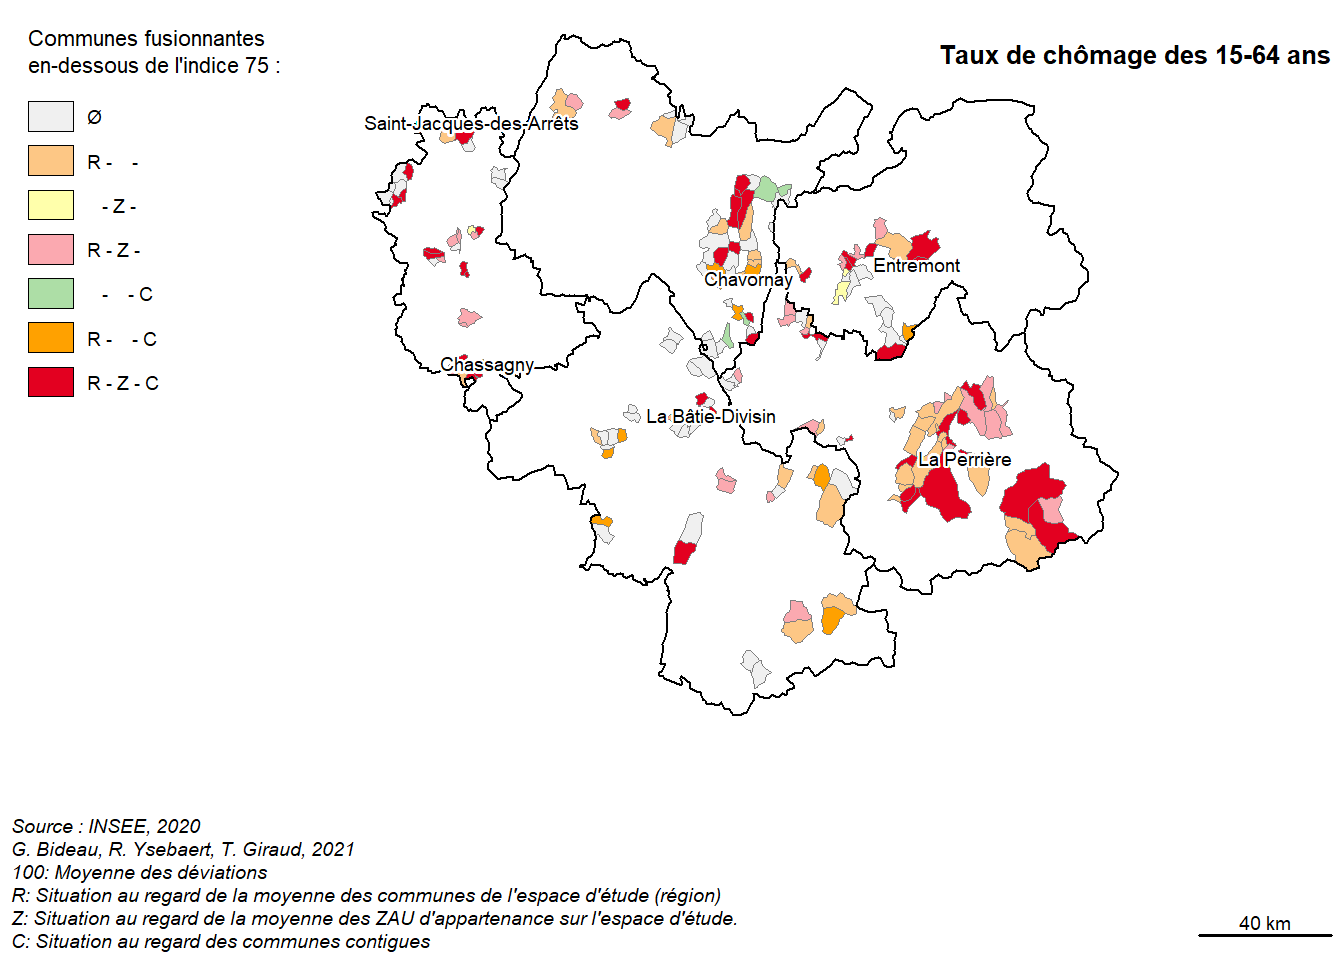 Communes fusionnantes
en-dessous de l'indice 75 :
Taux de chômage des 15-64 ans
Ø
R - -
- Z -
R - Z -
- - C
R - - C
R - Z - C
Saint-Jacques-des-Arrêts
Entremont
Chavornay
Chassagny
La Bâtie-Divisin
La Perrière
Source : INSEE, 2020
G. Bideau, R. Ysebaert, T. Giraud, 2021
100: Moyenne des déviations
R: Situation au regard de la moyenne des communes de l'espace d'étude (région)
Z: Situation au regard de la moyenne des ZAU d'appartenance sur l'espace d'étude.
C: Situation au regard des communes contigues
40 km